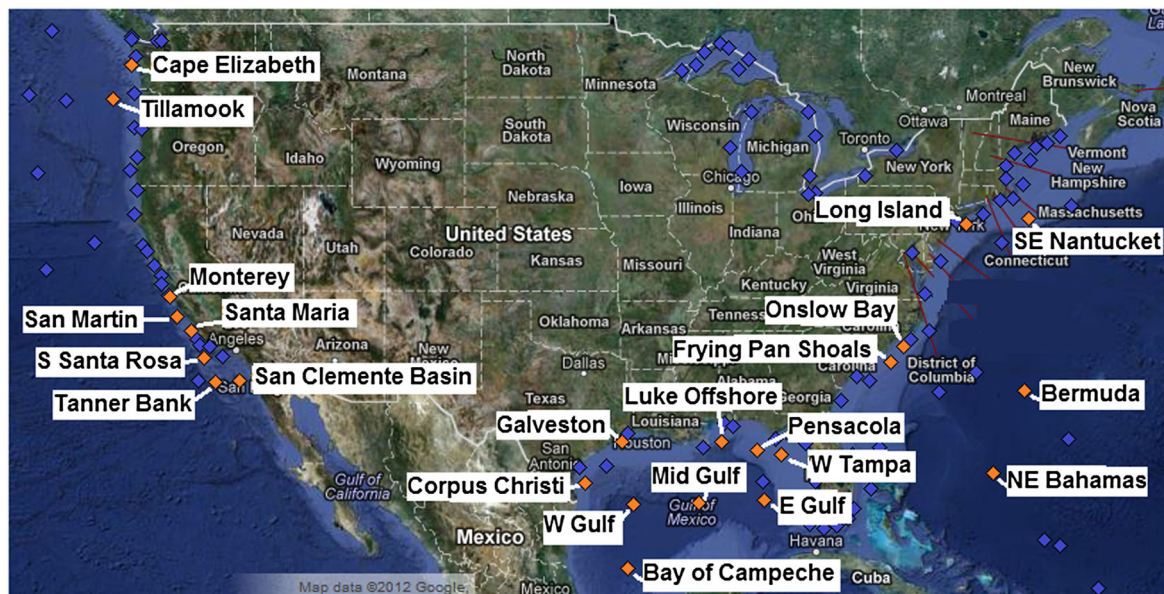 North
Dakota
Montana
Minnesota
New
Brunswick
Cape Elizabeth
Montreal
Ottawa
Nova
Scotia
Maine
Tillamook
South
Dakota
Wisconsin
Toronto
Oregon
Idaho
Wyoming
Michigan
New York
Vermont
New
Hampshire
Iowa
Chicago
Nebraska
Illinois
Long Island
Massachusetts
Nevada
Utah
United States
Indiana
SE Nantucket
Colorado
Kansas
Missouri
West
Virginia
Connecticut
Monterey
Kentucky
Virginia
San Martin
Santa Maria
Oklahoma
Arkansas
Onslow Bay
Angeles
Arizona
New
S Santa Rosa
Dallas
Frying Pan Shoals
District of
Columbia
Carolina
San Clemente Basin
Alabama
Tanner Bank
Texas
Luke Offshore
Georgia
Bermuda
Galveston
Louisiana
Pensacola
Houston
San
W Tampa
Corpus Christi
Mid Gulf
NE Bahamas
Gulf of
California
W Gulf
Gulf of
Mexico
E Gulf
Mexico
Havana
Bay of Campeche
Cuba
Map data ©2012 Google,
Mexico